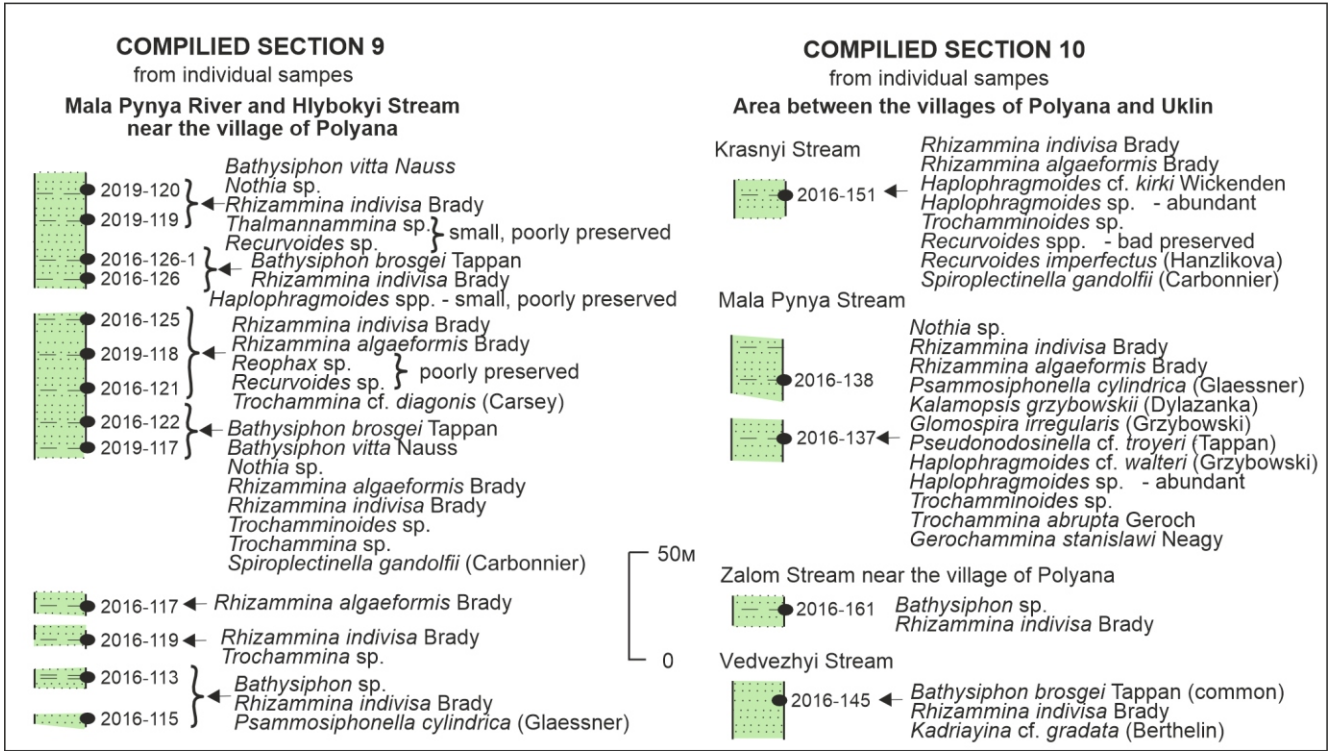 COMPILIED SECTION 9
from individual sampes
Mala Pynya River and Hlybokyi Stream
near the village of Polyana
2019-120
2019-119
2016-126-1
2016-126
Bathysiphon vitta Nauss
Nothia sp.
Rhizammina indivisa Brady
Thalmannammina sp.
Recurvoides sp.
small, poorly preserved
Bathysiphon brosgei Tappan
Rhizammina indivisa Brady
Haplophragmoides spp. - small, poorly preserved
2016-125
2019-118
2016-121
2016-122
2019-117
Rhizammina indivisa Brady
Rhizammina algaeformis Brady
Reophax sp.
Recurvoides sp.
poorly preserved
Trochammina cf. diagonis (Carsey)
Bathysiphon brosgei Tappan
Bathysiphon vitta Nauss
Nothia sp.
Rhizammina algaeformis Brady
Rhizammina indivisa Brady
Trochamminoides sp.
Trochammina sp.
Spiroplectinella gandolfii (Carbonnier)
2016-117
Rhizammina algaeformis Brady
2016-119
Rhizammina indivisa Brady
Trochammina sp.
2016-113
2016-115
Bathysiphon sp.
Rhizammina indivisa Brady
Psammosiphonella cylindrica (Glaessner)
50м
0
COMPILIED SECTION 10
from individual sampes
Area between the villages of Polyana and Uklin
Krasnyi Stream
2016-151
Rhizammina indivisa Brady
Rhizammina algaeformis Brady
Haplophragmoides cf. kirki Wickenden
Haplophragmoides sp. - abundant
Trochamminoides sp.
Recurvoides spp. - bad preserved
Recurvoides imperfectus (Hanzlikova)
Spiroplectinella gandolfii (Carbonnier)
Mala Pynya Stream
2016-138
2016-137
Nothia sp.
Rhizammina indivisa Brady
Rhizammina algaeformis Brady
Psammosiphonella cylindrica (Glaessner)
Kalamopsis grzybowskii (Dylazanka)
Glomospira irregularis (Grzybowski)
Pseudonodosinella cf. troyeri (Tappan)
Haplophragmoides cf. walteri (Grzybowski)
Haplophragmoides sp. - abundant
Trochamminoides sp.
Trochammina abrupta Geroch
Gerochammina stanislawi Neagy
Zalom Stream near the village of Polyana
2016-161
Bathysiphon sp.
Rhizammina indivisa Brady
Vedvezhyi Stream
2016-145
Bathysiphon brosgei Tappan (common)
Rhizammina indivisa Brady
Kadriayina cf. gradata (Berthelin)